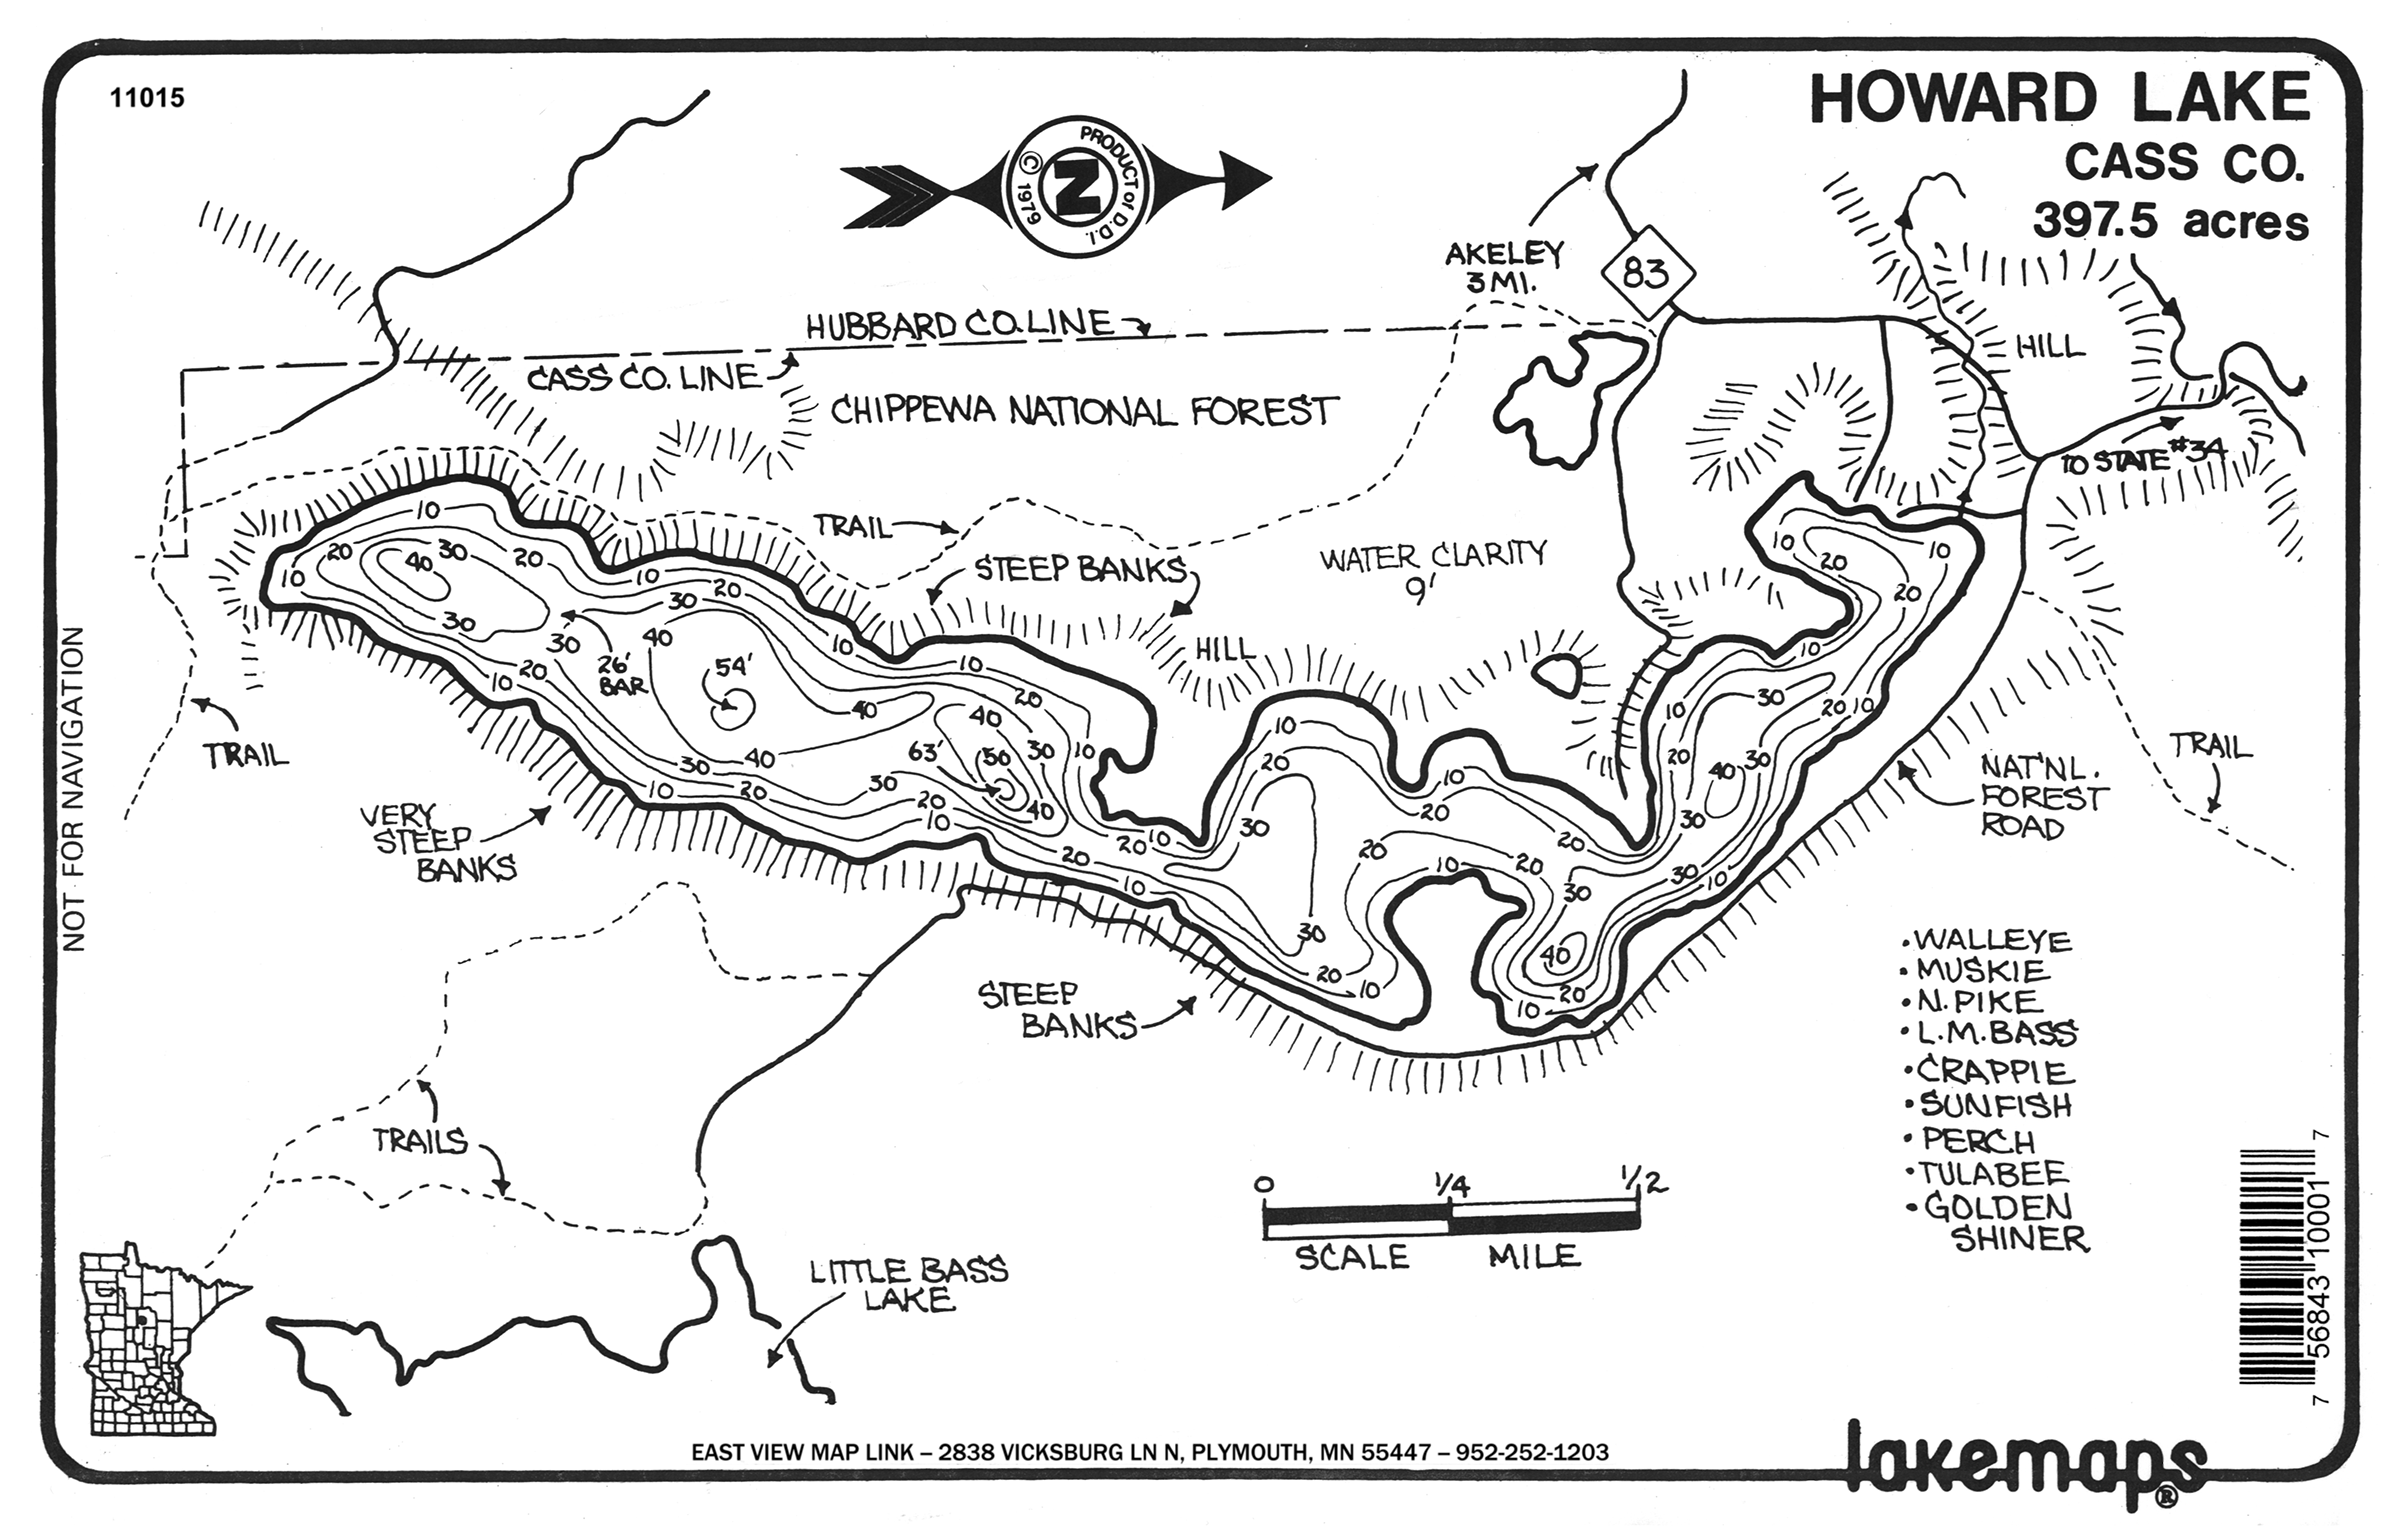 11015
HOWARD LAKE
CASS CO.
397.5 acres
PRODUCT of D.D.I.
© 1979
N
AKELEY
3 MI.
83
HUBBARD CO. LINE
CASS CO. LINE
CHIPPEWA NATIONAL FOREST
HILL
TO STATE #34
TRAIL
STEEP BANKS
WATER CLARITY
9'
HILL
10
20
30
40
30
20
10
30
10
20
30
40
26'
BAR
54'
30
20
10
40
10
10
20
40
63'
50
30
10
40
40
30
20
10
30
20
10
20
10
20
10
10
20
30
30
20
10
10
20
20
20
10
20
30
40
20
10
10
20
10
20
10
30
10
20
10
20
40
30
30
30
10
TRAIL
NOT FOR NAVIGATION
VERY
STEEP
BANKS
STEEP
BANKS
NAT'NL.
FOREST
ROAD
TRAIL
TRAILS
LITTLE BASS
LAKE
0 1/4 1/2
SCALE MILE
•WALLEYE
•MUSKIE
•N. PIKE
•L.M. BASS
•CRAPPIE
•SUNFISH
•PERCH
•TULABEE
•GOLDEN
SHINER
7 56843 10001 7
EAST VIEW MAP LINK – 2838 VICKSBURG LN N, PLYMOUTH, MN 55447 – 952-252-1203
lakemaps®